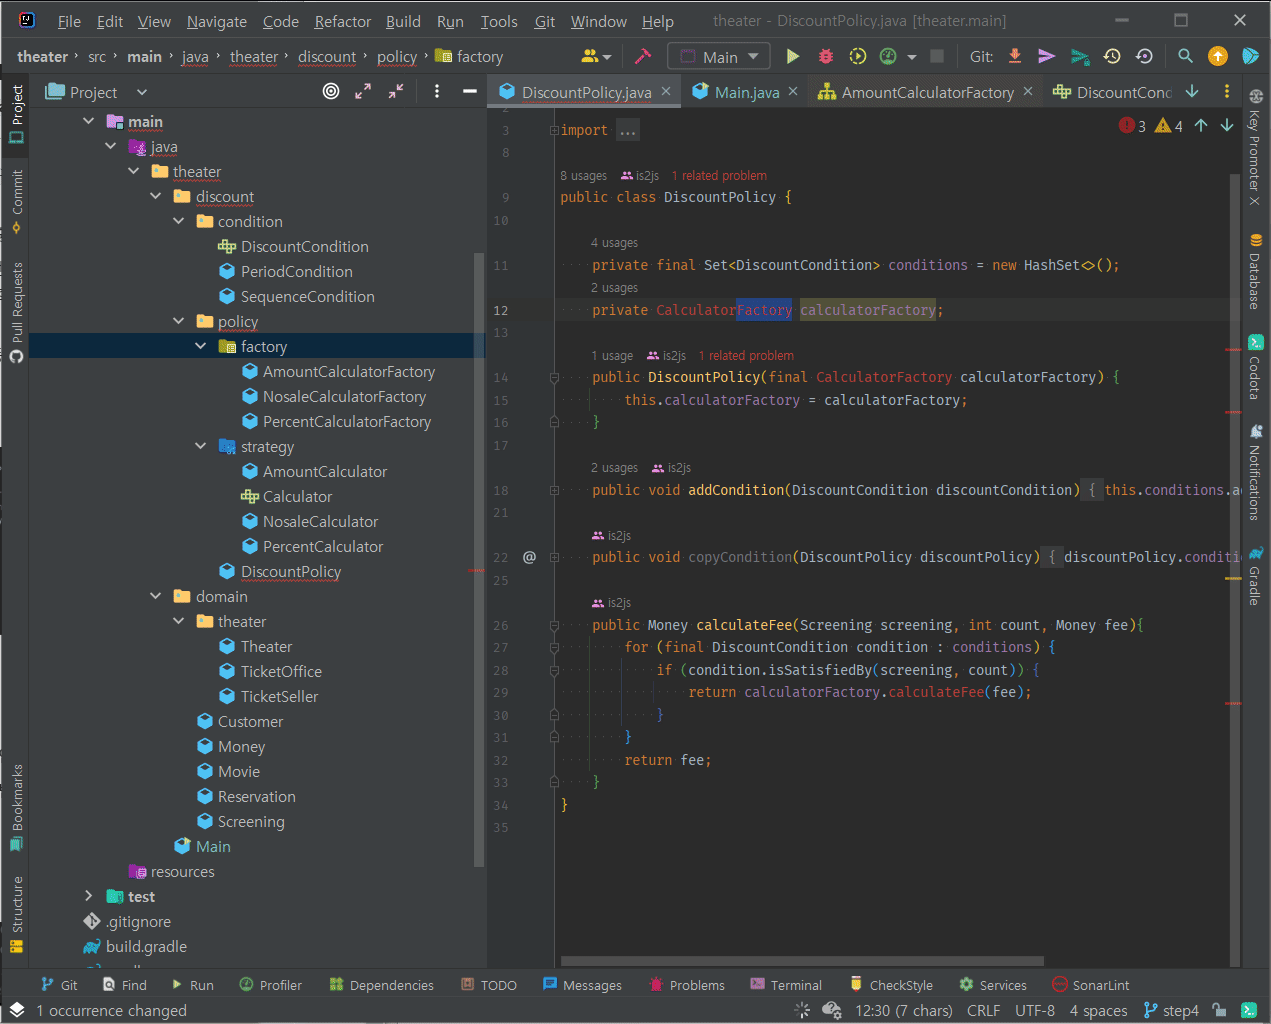 File Edit View Navigate Code Refactor Build Run Tools Git Window Help theater - DiscountPolicy.java [theater.main]
theater src main java theater discount policy factory Main Git:
Project
DiscountPolicy.java Main.java AmountCalculatorFactory DiscountCond
main
java
theater
discount
condition
DiscountCondition
PeriodCondition
SequenceCondition
policy
factory
AmountCalculatorFactory
NosaleCalculatorFactory
PercentCalculatorFactory
strategy
AmountCalculator
Calculator
NosaleCalculator
PercentCalculator
DiscountPolicy
domain
theater
Theater
TicketOffice
TicketSeller
Customer
Money
Movie
Reservation
Screening
Main
resources
test
.gitignore
build.gradle
Project
Commit
Pull Requests
Bookmarks
Structure
3 4
3 import ...
8
8 usages is2js 1 related problem
9 public class DiscountPolicy {
10
4 usages
11 private final Set<DiscountCondition> conditions = new HashSet<>();
2 usages
12 private CalculatorFactory calculatorFactory;
13
1 usage is2js 1 related problem
14 public DiscountPolicy(final CalculatorFactory calculatorFactory) {
15 this.calculatorFactory = calculatorFactory;
16 }
17
2 usages is2js
18 public void addCondition(DiscountCondition discountCondition) { this.conditions.ad
21
is2js
22 @ public void copyCondition(DiscountPolicy discountPolicy) { discountPolicy.conditi
25
is2js
26 public Money calculateFee(Screening screening, int count, Money fee){
27 for (final DiscountCondition condition : conditions) {
28 if (condition.isSatisfiedBy(screening, count)) {
29 return calculatorFactory.calculateFee(fee);
30 }
31 }
32 return fee;
33 }
34 }
35
Key Promoter X
Database
Codota
Notifications
Gradle
Git Find Run Profiler Dependencies TODO Messages Problems Terminal CheckStyle Services SonarLint
1 occurrence changed 12:30 (7 chars) CRLF UTF-8 4 spaces step4